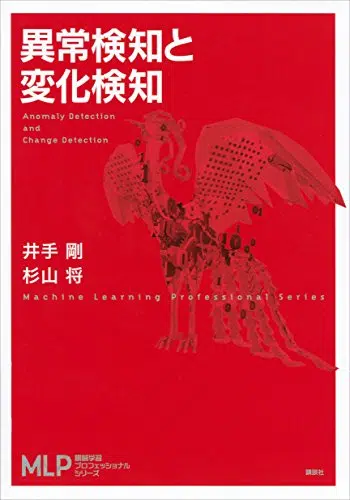 異常検知と
変化検知
Anomaly Detection
and
Change Detection
井手 剛
杉山 将
Machine Learning Professional Series
MLP
機械学習
プロフェッショナル
シリーズ
講談社